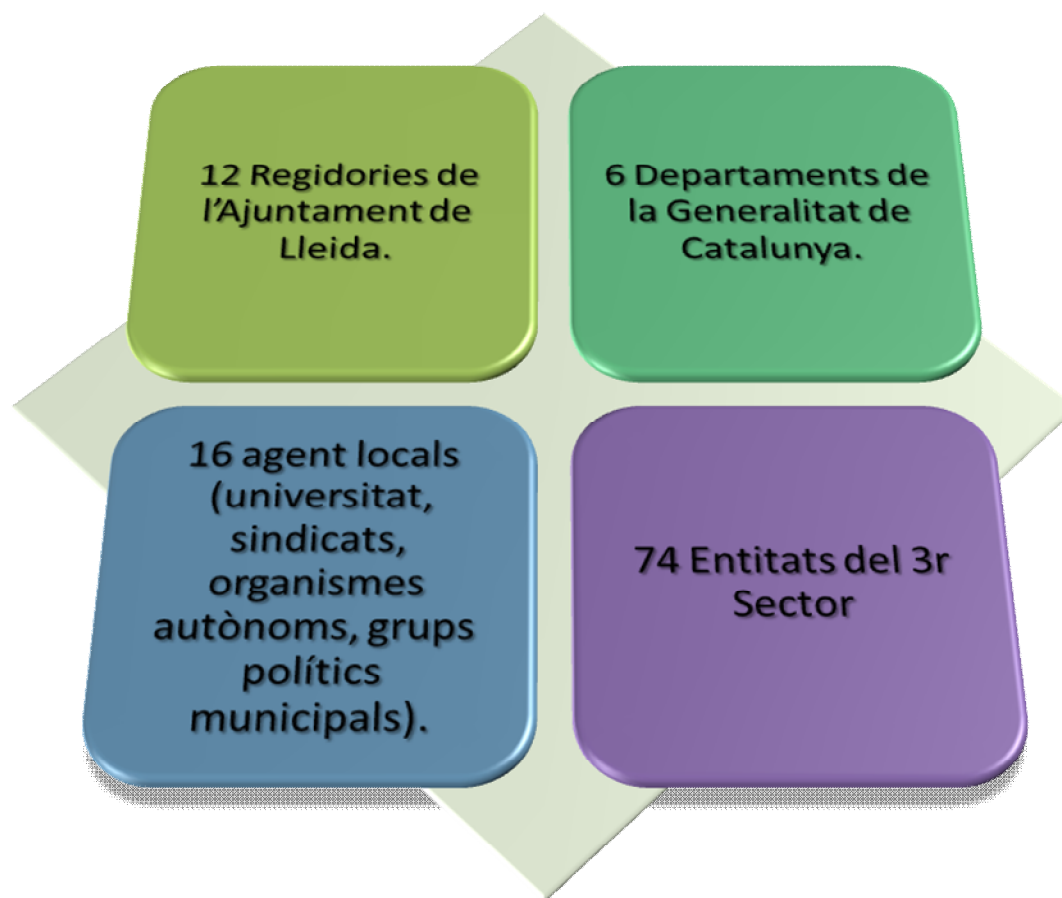 12 Regidories de
l'Ajuntament de
Lleida.
6 Departaments de
la Generalitat de
Catalunya.
16 agent locals
(universitat,
sindicats,
organismes
autònoms, grups
polítics
municipals).
74 Entitats del 3r
Sector